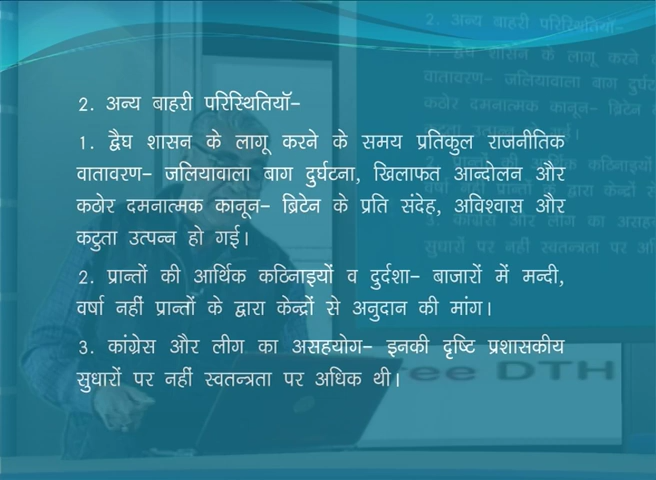 2. अन्य बाहरी परिस्थितियॉ–
1. द्वैघ शासन के लागू करने के समय प्रतिकुल राजनीतिक
वातावरण– जलियावाला बाग दुर्घटना, खिलाफत आन्दोलन और
कठोर दमनात्मक कानून– ब्रिटेन के प्रति संदेह, अविश्वास और
कटुता उत्पन्न हो गई।
2. प्रान्तों की आर्थिक कठिनाइयों व दुर्दशा– बाजारों में मन्दी,
वर्षा नहीं प्रान्तों के द्वारा केन्द्रों से अनुदान की मांग।
3. कांग्रेस और लीग का असहयोग– इनकी दृष्टि प्रशासकीय
सुधारों पर नहीं स्वतन्त्रता पर अधिक थी।
DTH